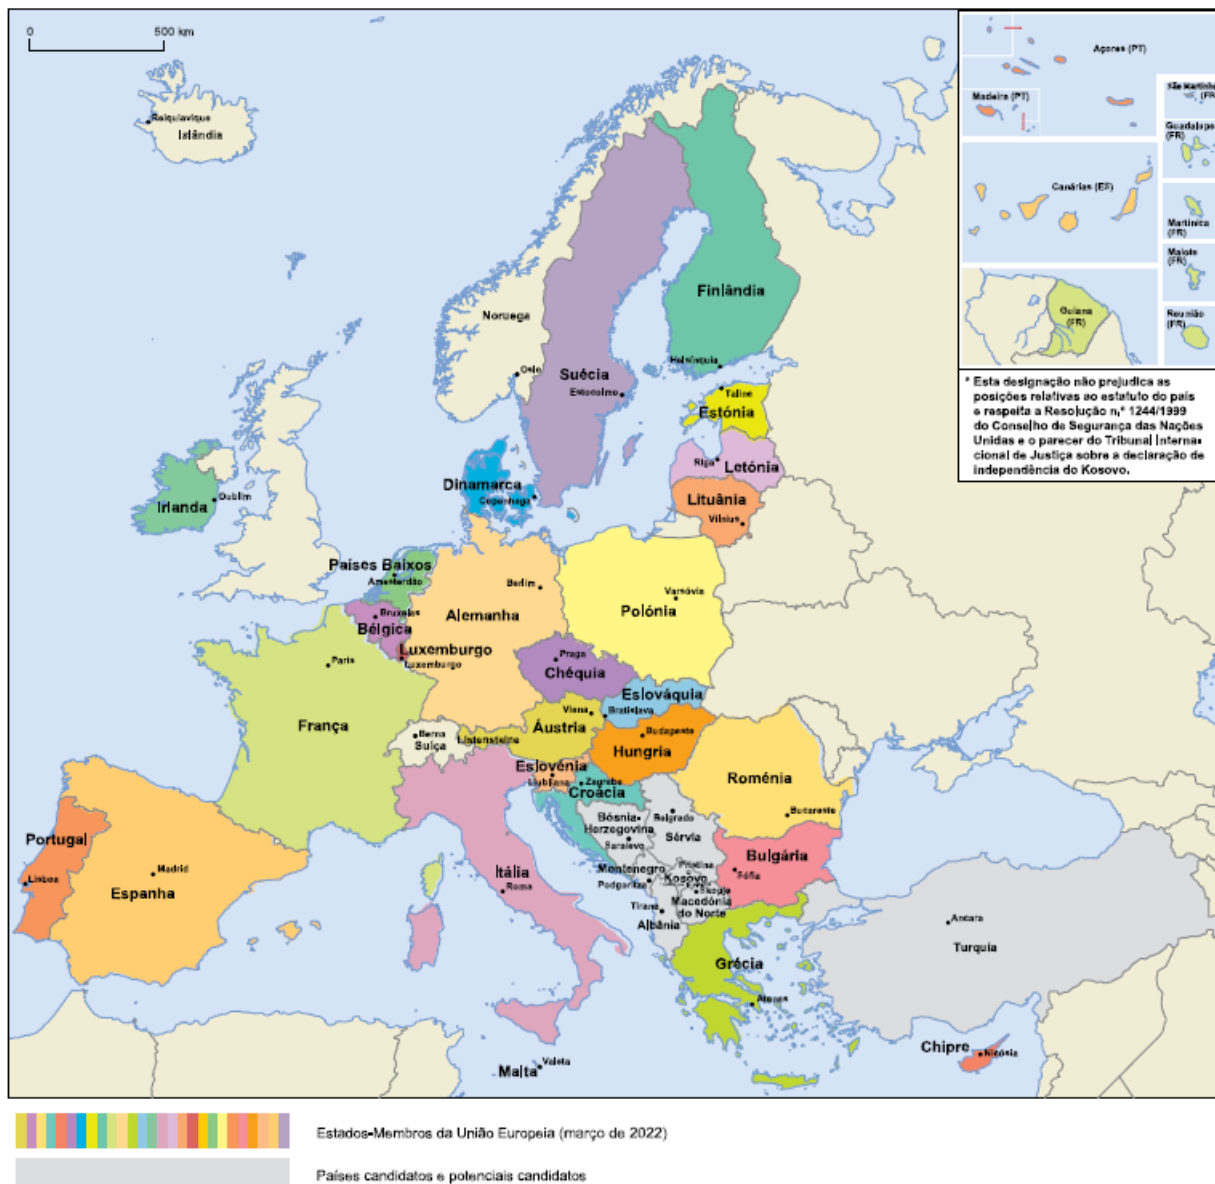 0 500 km
Reiquiavique
Islândia
Açores (PT)
Madeira (PT)
São Martinho
(FR)
Guadalupe
(FR)
Canárias (ES)
Martinica
(FR)
Maiote
(FR)
Guiana
(FR)
Reunião
(FR)
* Esta designação não prejudica as
posições relativas ao estatuto do país
e respeita a Resolução n.º 1244/1999
do Conselho de Segurança das Nações
Unidas e o parecer do Tribunal Interna-
cional de Justiça sobre a declaração de
independência do Kosovo.
Finlândia
Helsínquia
Noruega
Oslo
Suécia
Estocolmo
Taline
Estónia
Riga
Letónia
Lituânia
Vilnius
Dinamarca
Copenhaga
Irlanda
Dublim
Países Baixos
Amesterdão
Berlim
Alemanha
Varsóvia
Polónia
Bruxelas
Bélgica
Luxemburgo
Luxemburgo
Paris
França
Praga
Chéquia
Eslováquia
Bratislava
Viena
Áustria
Listenstaine
Berna
Suíça
Budapeste
Hungria
Eslovénia
Liubliana
Zagrebe
Croácia
Roménia
Bucareste
Bósnia-
Herzegovina
Saraievo
Belgrado
Sérvia
Bulgária
Sófia
Montenegro
Podgoritza
Pristina
Kosovo
Skopje
Macedónia
do Norte
Tirana
Albânia
Portugal
Lisboa
Madrid
Espanha
Itália
Roma
Grécia
Atenas
Ancara
Turquia
Chipre
Nicósia
Malta
Valeta
Estados-Membros da União Europeia (março de 2022)
Países candidatos e potenciais candidatos